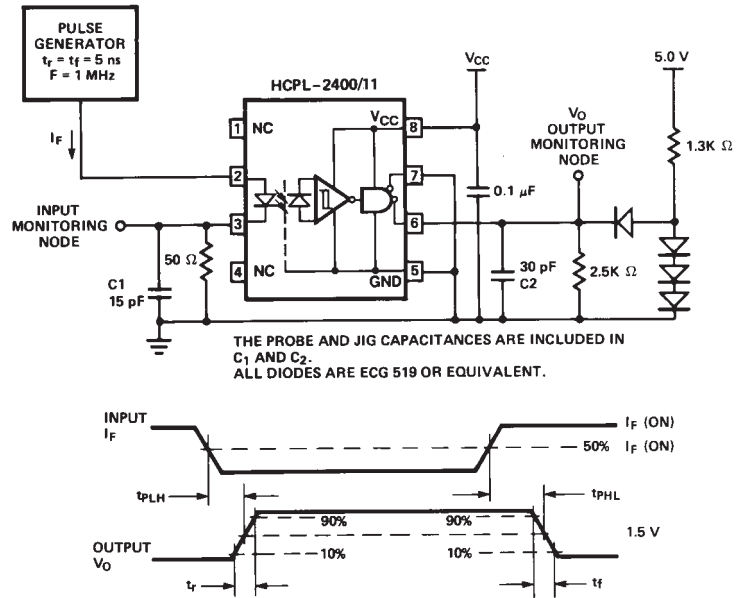 PULSE
GENERATOR
tr = tf = 5 ns
F = 1 MHz
IF
HCPL-2400/11
VCC
5.0 V
1 NC
VCC
8
VO
OUTPUT
MONITORING
NODE
1.3K Ω
2
7
0.1 μF
INPUT
MONITORING
NODE
3
6
50 Ω
30 pF
C2
2.5K Ω
4 NC
GND
5
C1
15 pF
THE PROBE AND JIG CAPACITANCES ARE INCLUDED IN
C1 AND C2.
ALL DIODES ARE ECG 519 OR EQUIVALENT.
INPUT
IF
IF (ON)
50% IF (ON)
tPLH
tPHL
90% 90%
1.5 V
OUTPUT
VO
10% 10%
tr
tf